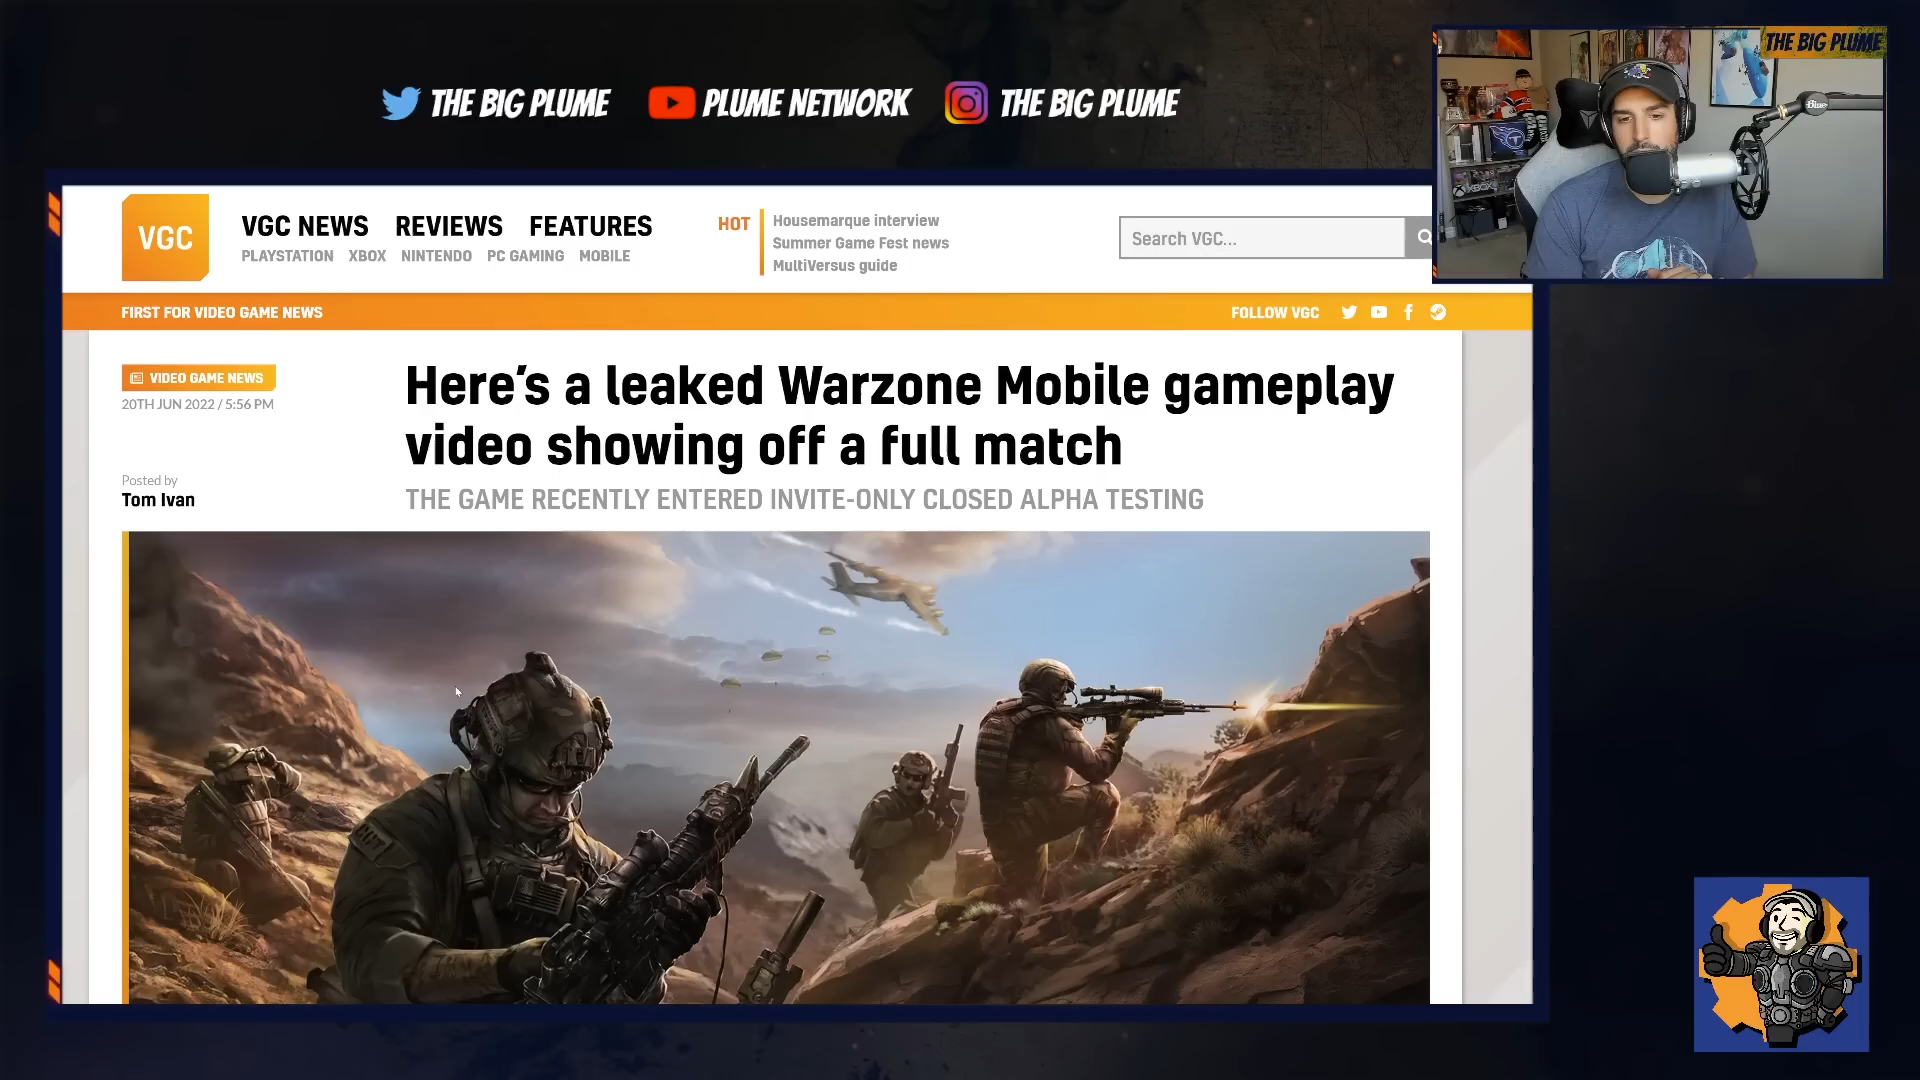 THE BIG PLUME
PLUME NETWORK
THE BIG PLUME
THE BIG PLUME
VGC
VGC NEWS REVIEWS FEATURES
PLAYSTATION XBOX NINTENDO PC GAMING MOBILE
HOT
Housemarque interview
Summer Game Fest news
MultiVersus guide
Search VGC...
XBOX
Blue
FIRST FOR VIDEO GAME NEWS
FOLLOW VGC
VIDEO GAME NEWS
20TH JUN 2022 / 5:56 PM
Posted by
Tom Ivan
Here's a leaked Warzone Mobile gameplay
video showing off a full match
THE GAME RECENTLY ENTERED INVITE-ONLY CLOSED ALPHA TESTING